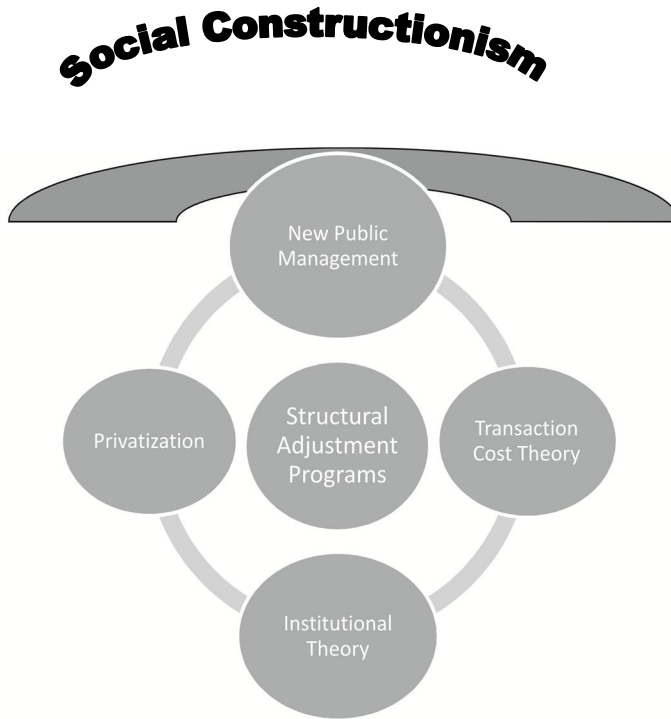 Social Constructionism
New Public
Management
Privatization
Structural
Adjustment
Programs
Transaction
Cost Theory
Institutional
Theory